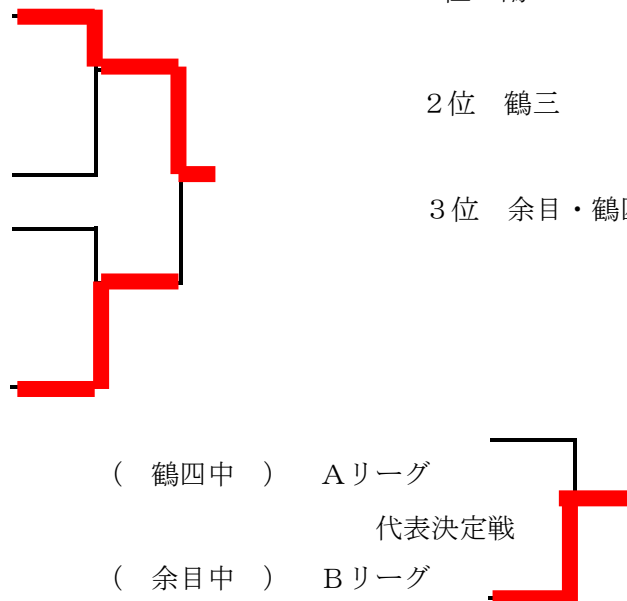 ２位　鶴三
３位　余目・鶴
（　鶴四中　）　Ａリーグ
代表決定戦
（　余目中　）　Ｂリーグ